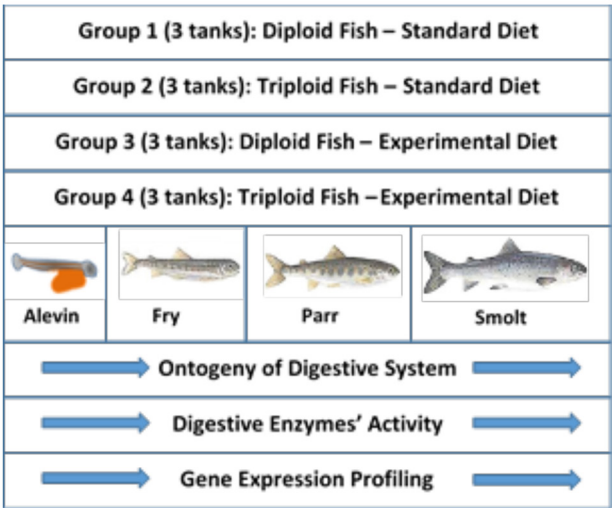 Group 1 (3 tanks): Diploid Fish – Standard Diet
Group 2 (3 tanks): Triploid Fish – Standard Diet
Group 3 (3 tanks): Diploid Fish – Experimental Diet
Group 4 (3 tanks): Triploid Fish –Experimental Diet
Alevin Fry Parr Smolt
Ontogeny of Digestive System
Digestive Enzymes’ Activity
Gene Expression Profiling